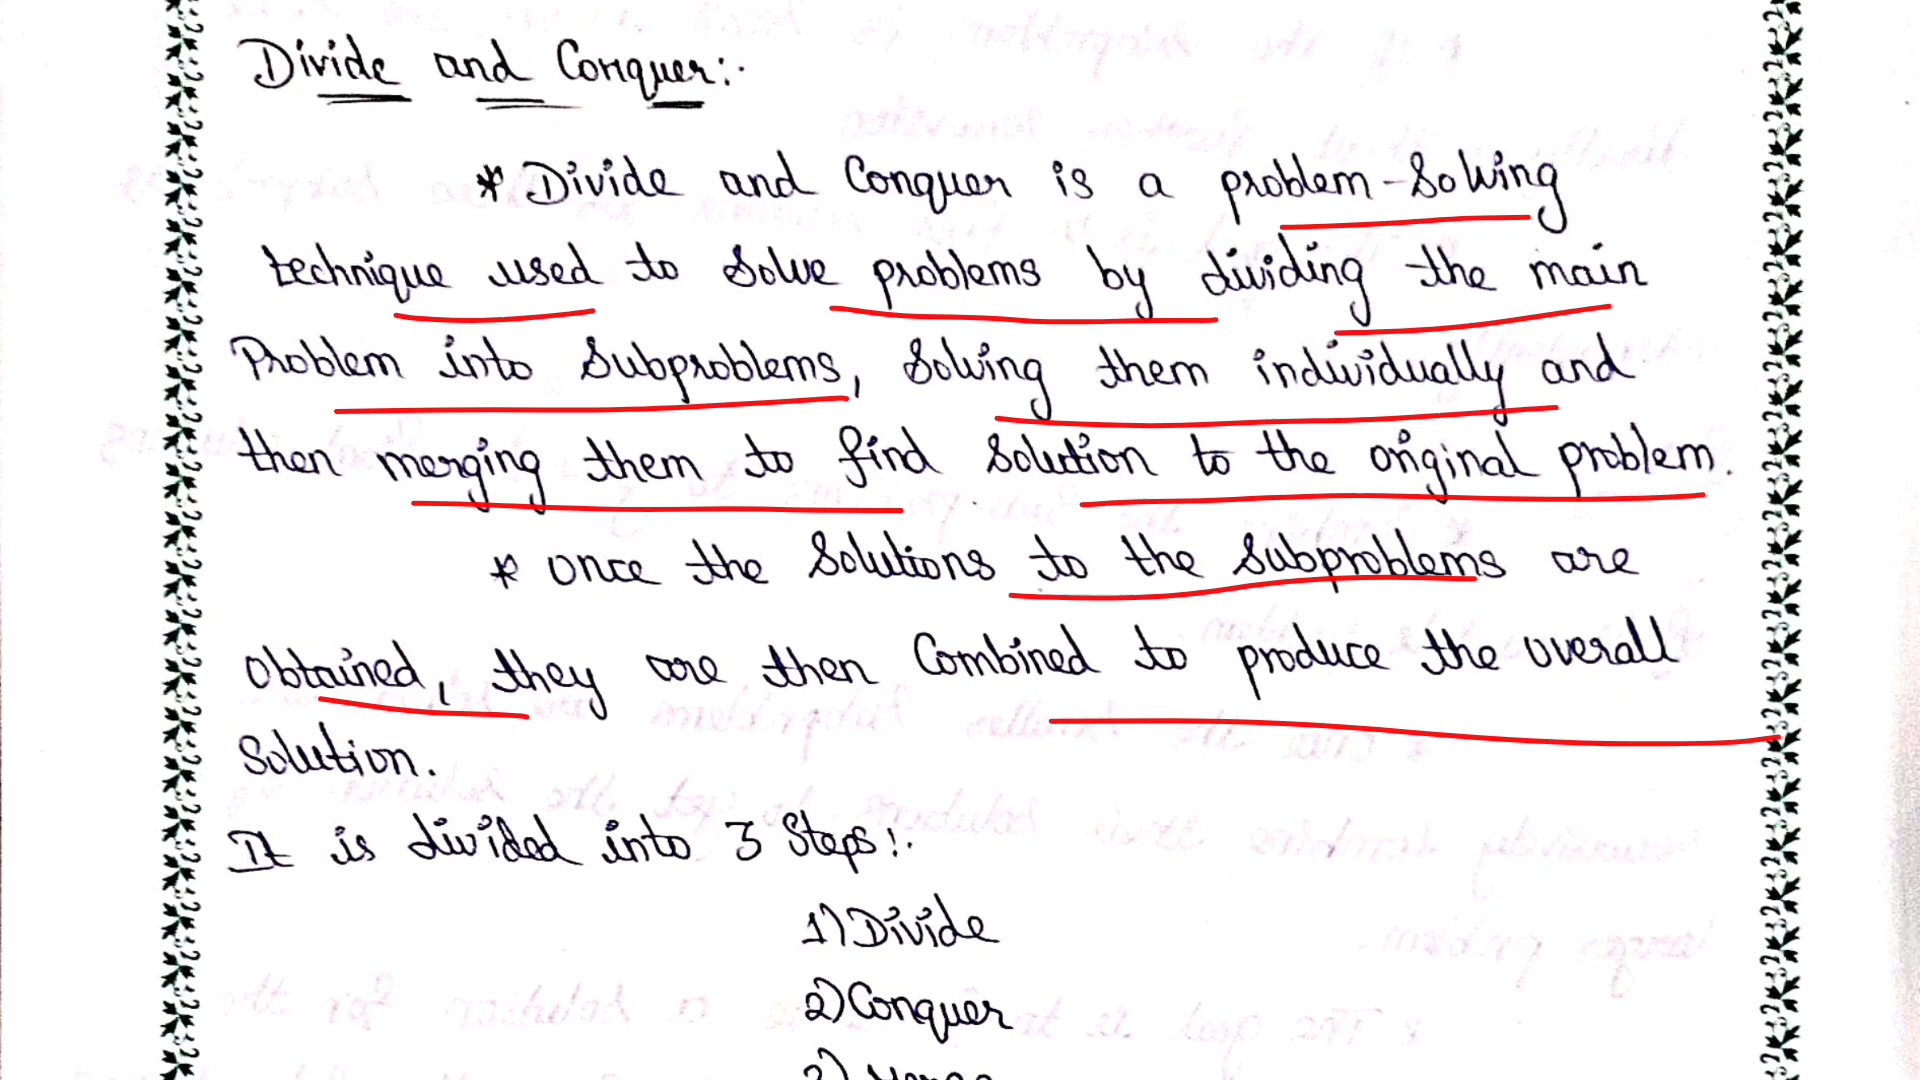 Divide and Conquer:-
* Divide and Conquer is a problem-Solving
technique used to solve problems by dividing the main
Problem into Subproblems, Solving them individually and
then merging them to find Solution to the original problem.
* once the Solutions to the Subproblems are
obtained, they are then Combined to produce the overall
Solution.
It is divided into 3 Steps:-
1) Divide
2) Conquer